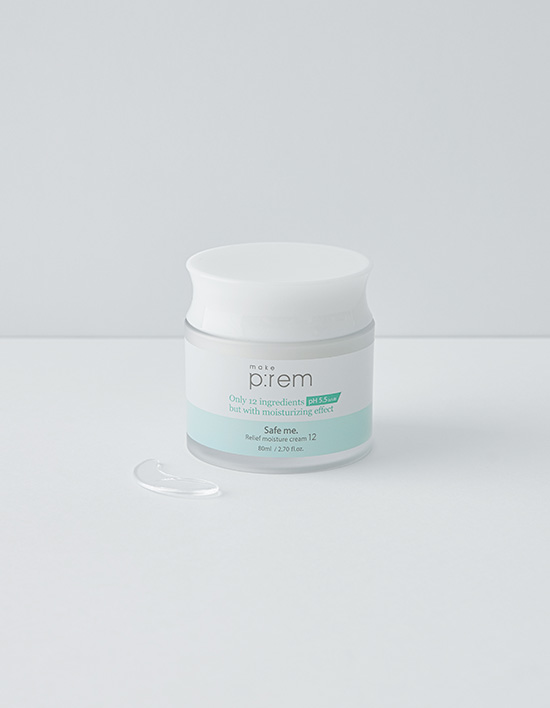 make
p:rem
Only 12 ingredients pH 5.5
but with moisturizing effect
Safe me.
Relief moisture cream 12
80ml / 2.70 fl.oz.